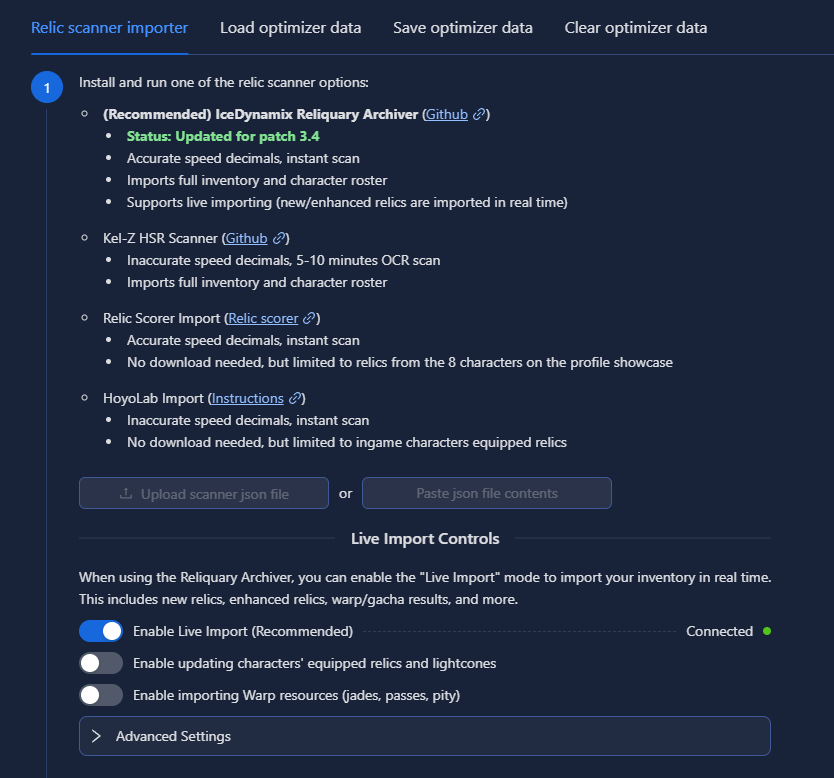 Relic scanner importer Load optimizer data Save optimizer data Clear optimizer data
1 Install and run one of the relic scanner options:
(Recommended) IceDynamix Reliquary Archiver (Github)
Status: Updated for patch 3.4
Accurate speed decimals, instant scan
Imports full inventory and character roster
Supports live importing (new/enhanced relics are imported in real time)
Kel-Z HSR Scanner (Github)
Inaccurate speed decimals, 5-10 minutes OCR scan
Imports full inventory and character roster
Relic Scorer Import (Relic scorer)
Accurate speed decimals, instant scan
No download needed, but limited to relics from the 8 characters on the profile showcase
HoyoLab Import (Instructions)
Inaccurate speed decimals, instant scan
No download needed, but limited to ingame characters equipped relics
Upload scanner json file or Paste json file contents
Live Import Controls
When using the Reliquary Archiver, you can enable the "Live Import" mode to import your inventory in real time.
This includes new relics, enhanced relics, warp/gacha results, and more.
Enable Live Import (Recommended) Connected
Enable updating characters' equipped relics and lightcones
Enable importing Warp resources (jades, passes, pity)
Advanced Settings